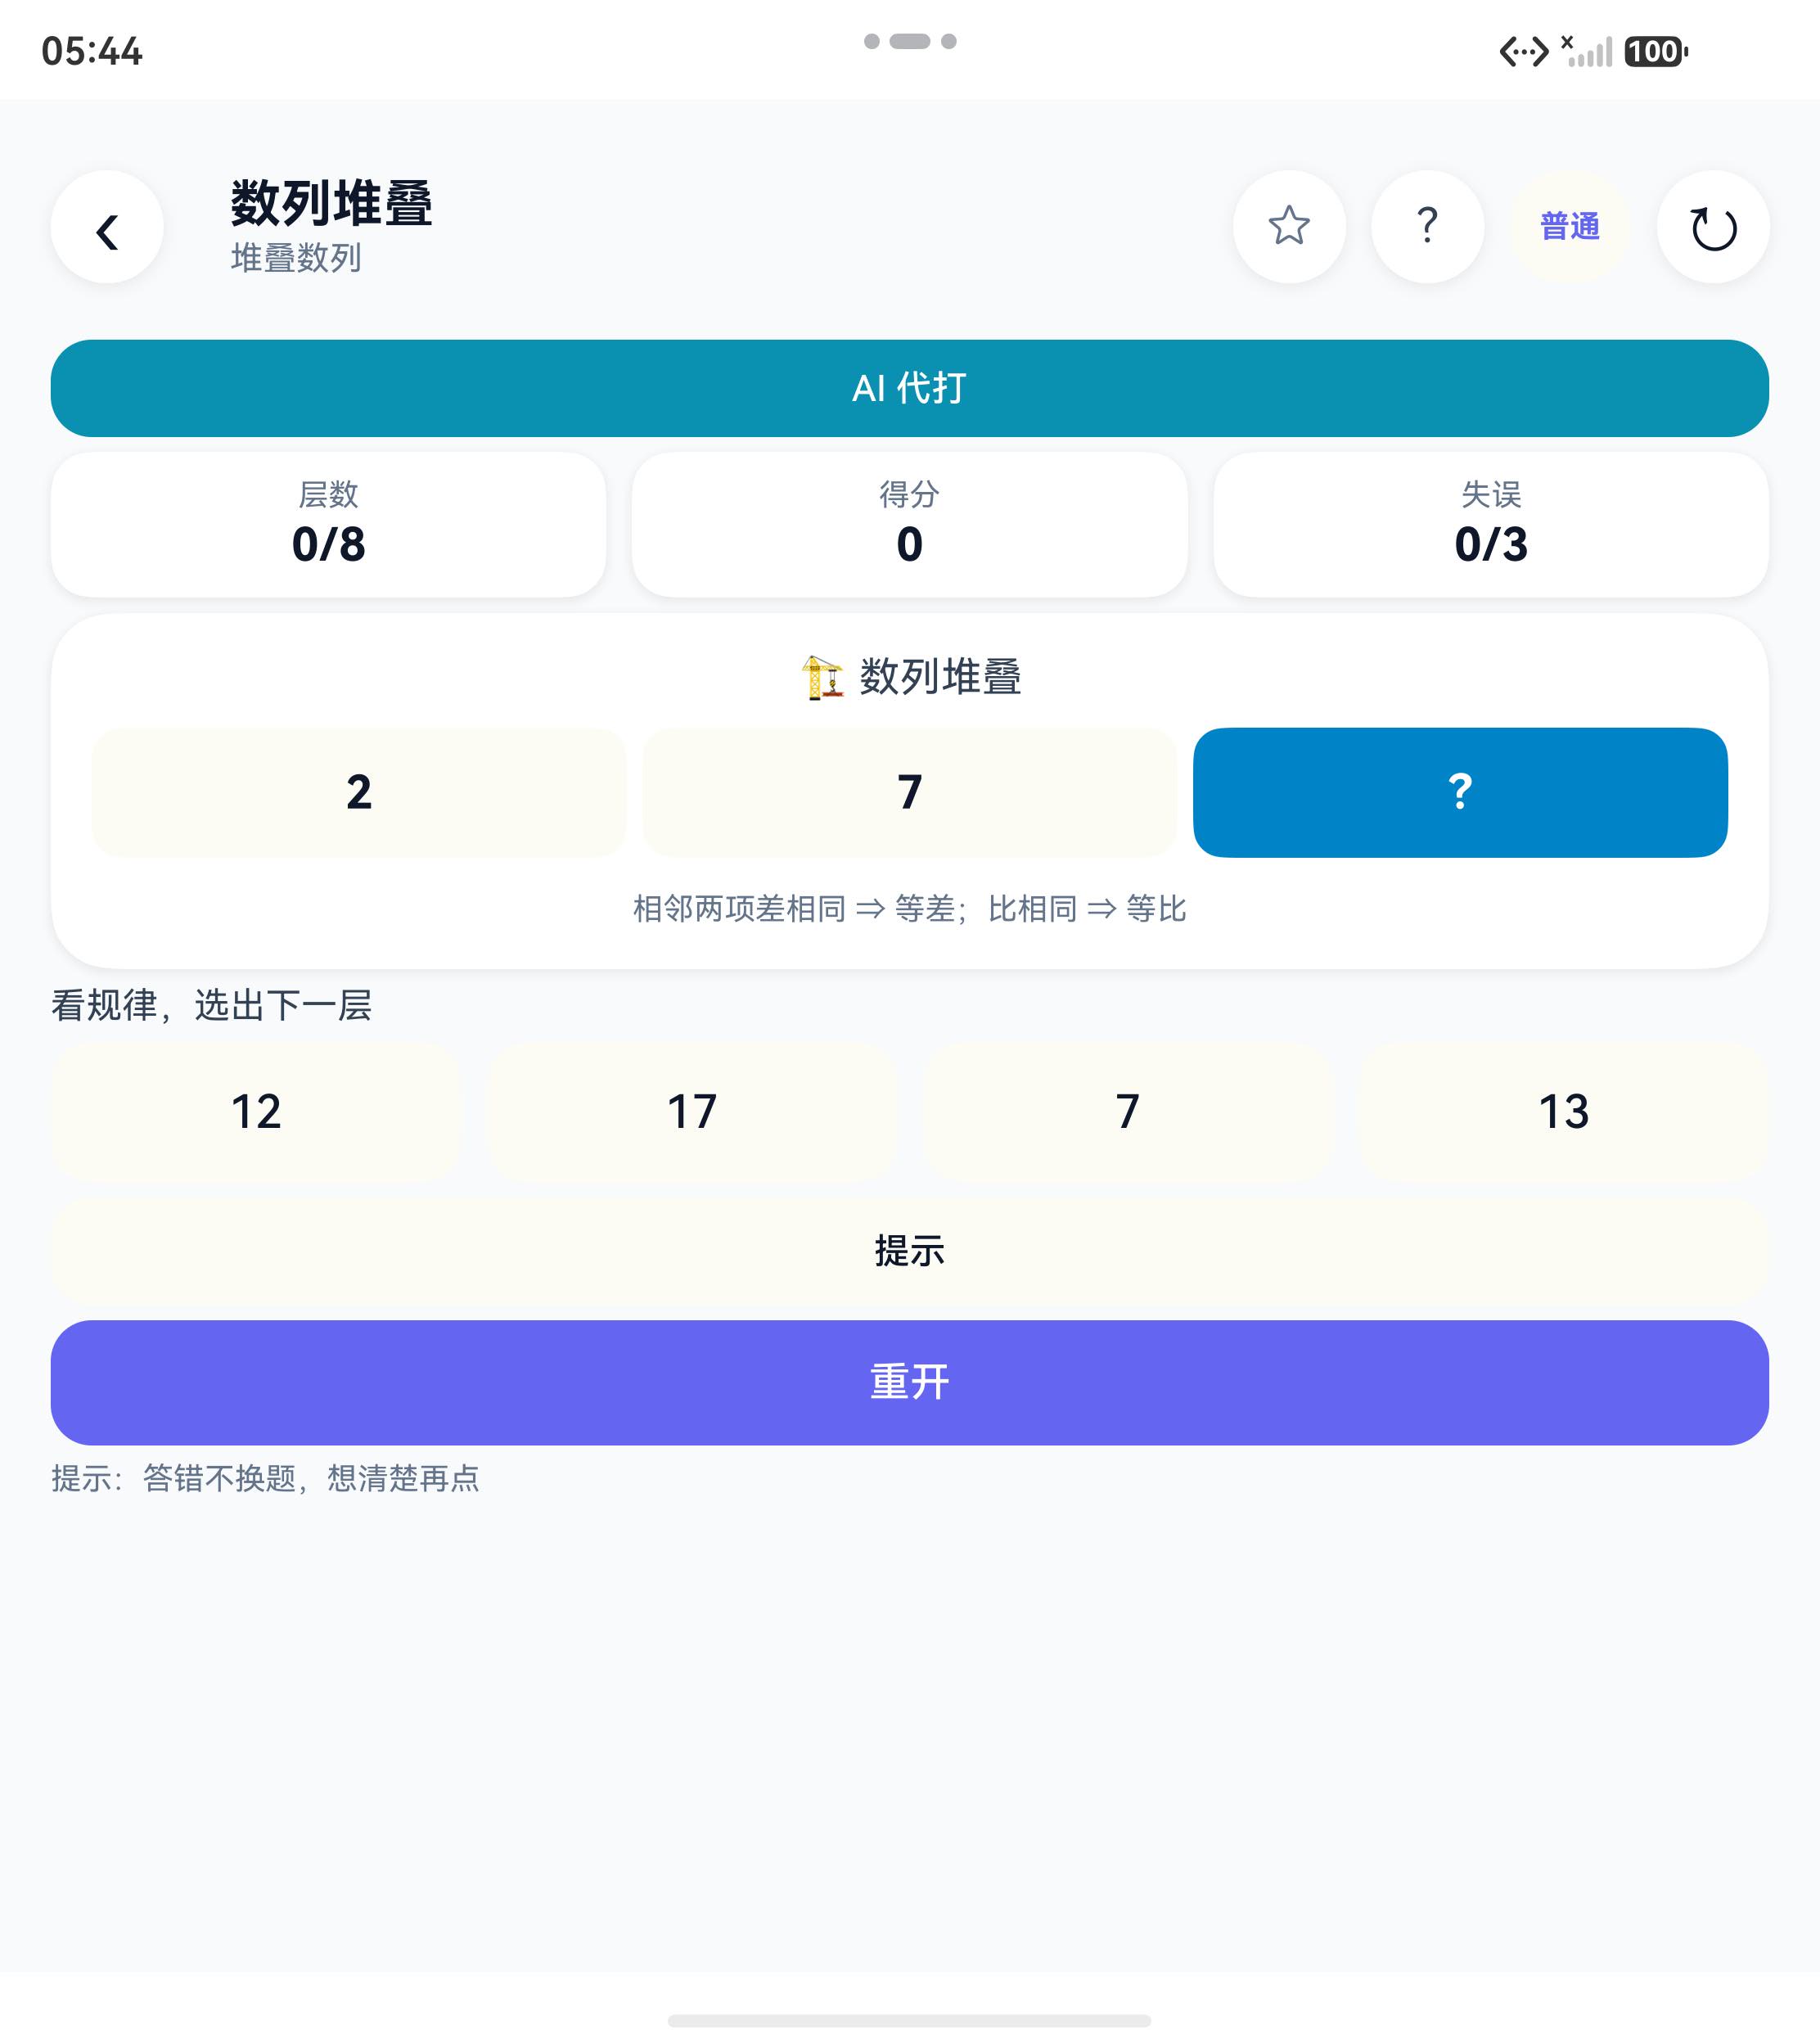 05:44
100
数列堆叠
堆叠数列
?
普通
AI 代打
层数
0/8
得分
0
失误
0/3
数列堆叠
2
7
?
相邻两项差相同 ⇒ 等差；比相同 ⇒ 等比
看规律，选出下一层
12
17
7
13
提示
重开
提示：答错不换题，想清楚再点